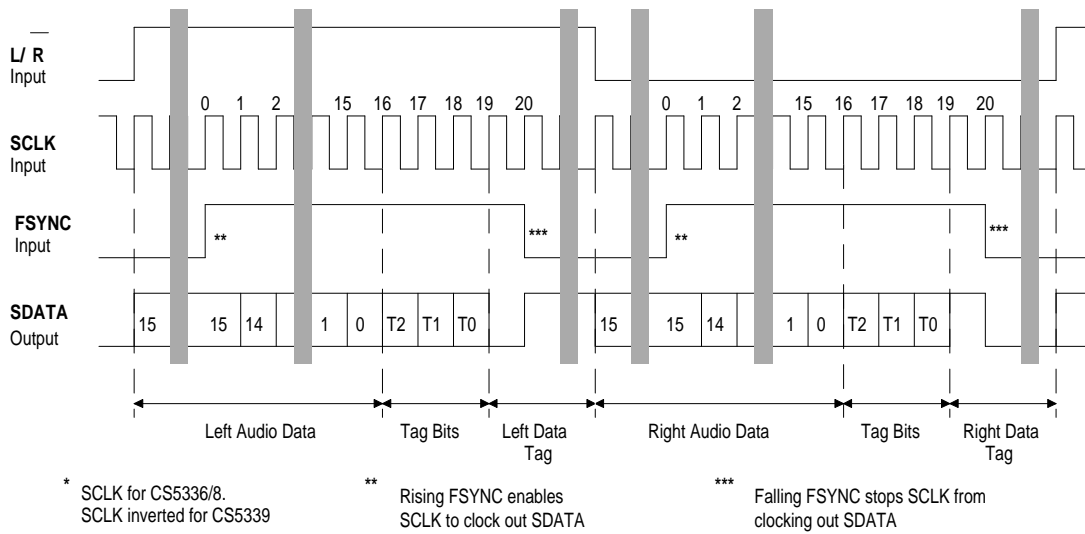 L/ R
Input
0 1 2 15 16 17 18 19 20 0 1 2 15 16 17 18 19 20
SCLK
Input
FSYNC
Input
** *** ** ***
SDATA
Output
15 15 14 1 0 T2 T1 T0 15 15 14 1 0 T2 T1 T0
Left Audio Data Tag Bits Left Data Tag Right Audio Data Tag Bits Right Data Tag
* SCLK for CS5336/8.
SCLK inverted for CS5339
** Rising FSYNC enables
SCLK to clock out SDATA
*** Falling FSYNC stops SCLK from
clocking out SDATA